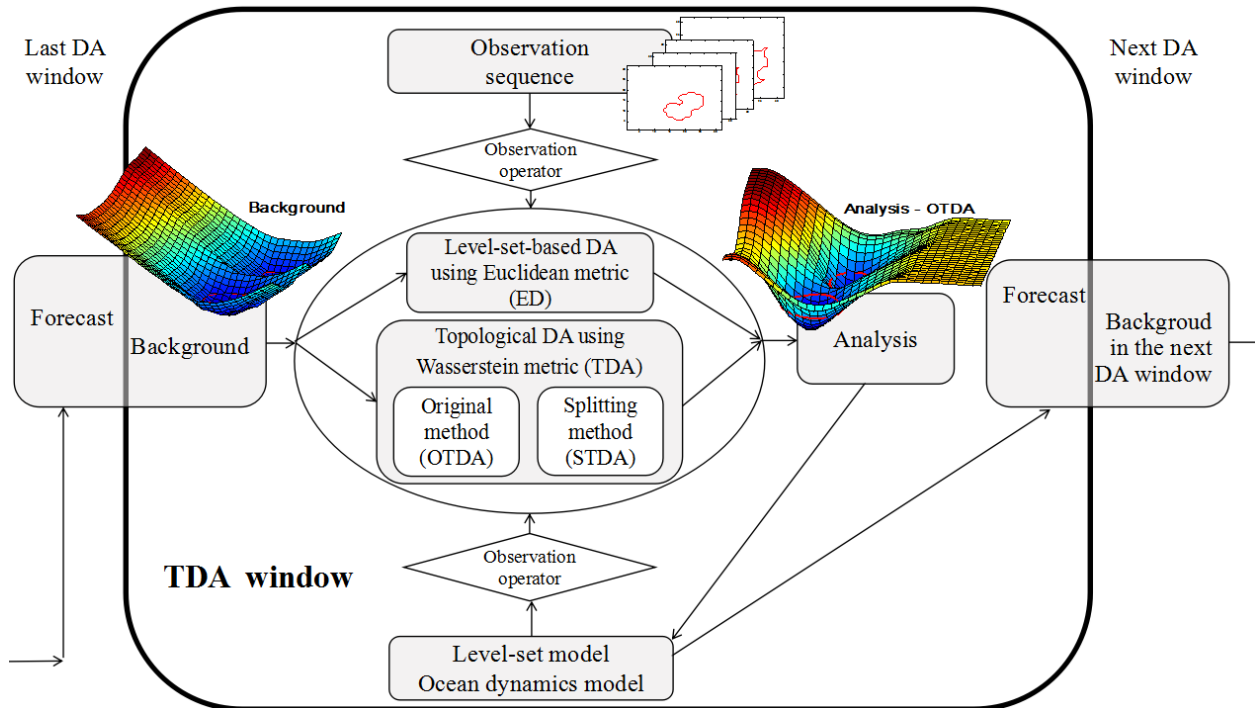 Last DA
window
Observation
sequence
Next DA
window
Observation
operator
Background
Analysis - OTDA
Level-set-based DA
using Euclidean metric
(ED)
Forecast
Background
Topological DA using
Wasserstein metric (TDA)
Original
method
(OTDA)
Splitting
method
(STDA)
Analysis
Forecast
Backgroud
in the next
DA window
Observation
operator
TDA window
Level-set model
Ocean dynamics model